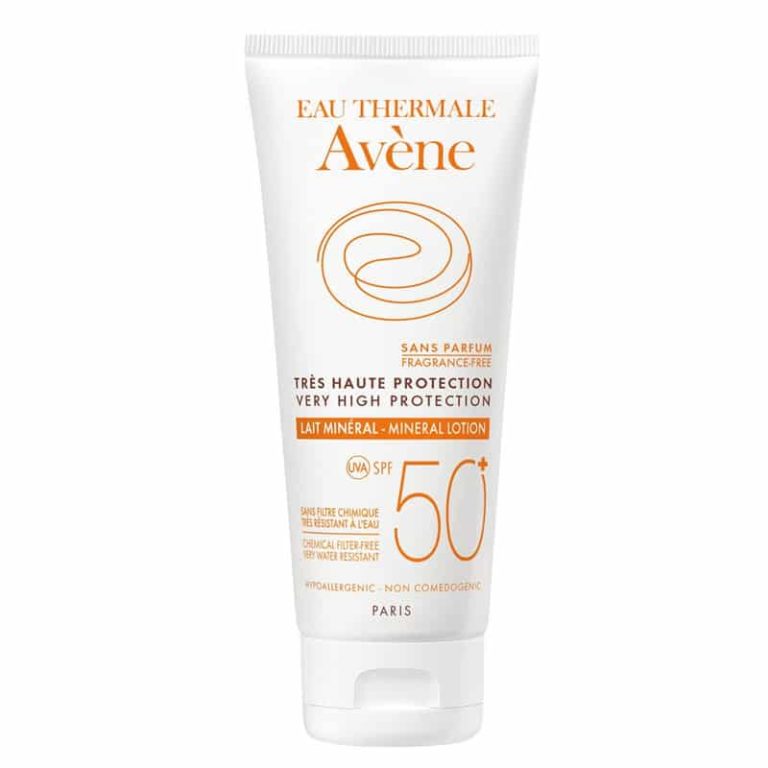 EAU THERMALE
Avène
SANS PARFUM
FRAGRANCE-FREE
TRÈS HAUTE PROTECTION
VERY HIGH PROTECTION
LAIT MINÉRAL - MINERAL LOTION
UVA SPF 50+
SANS FILTRE CHIMIQUE
TRÈS RÉSISTANT À L'EAU
CHEMICAL FILTER-FREE
VERY WATER RESISTANT
HYPOALLERGENIC - NON COMEDOGENIC
PARIS